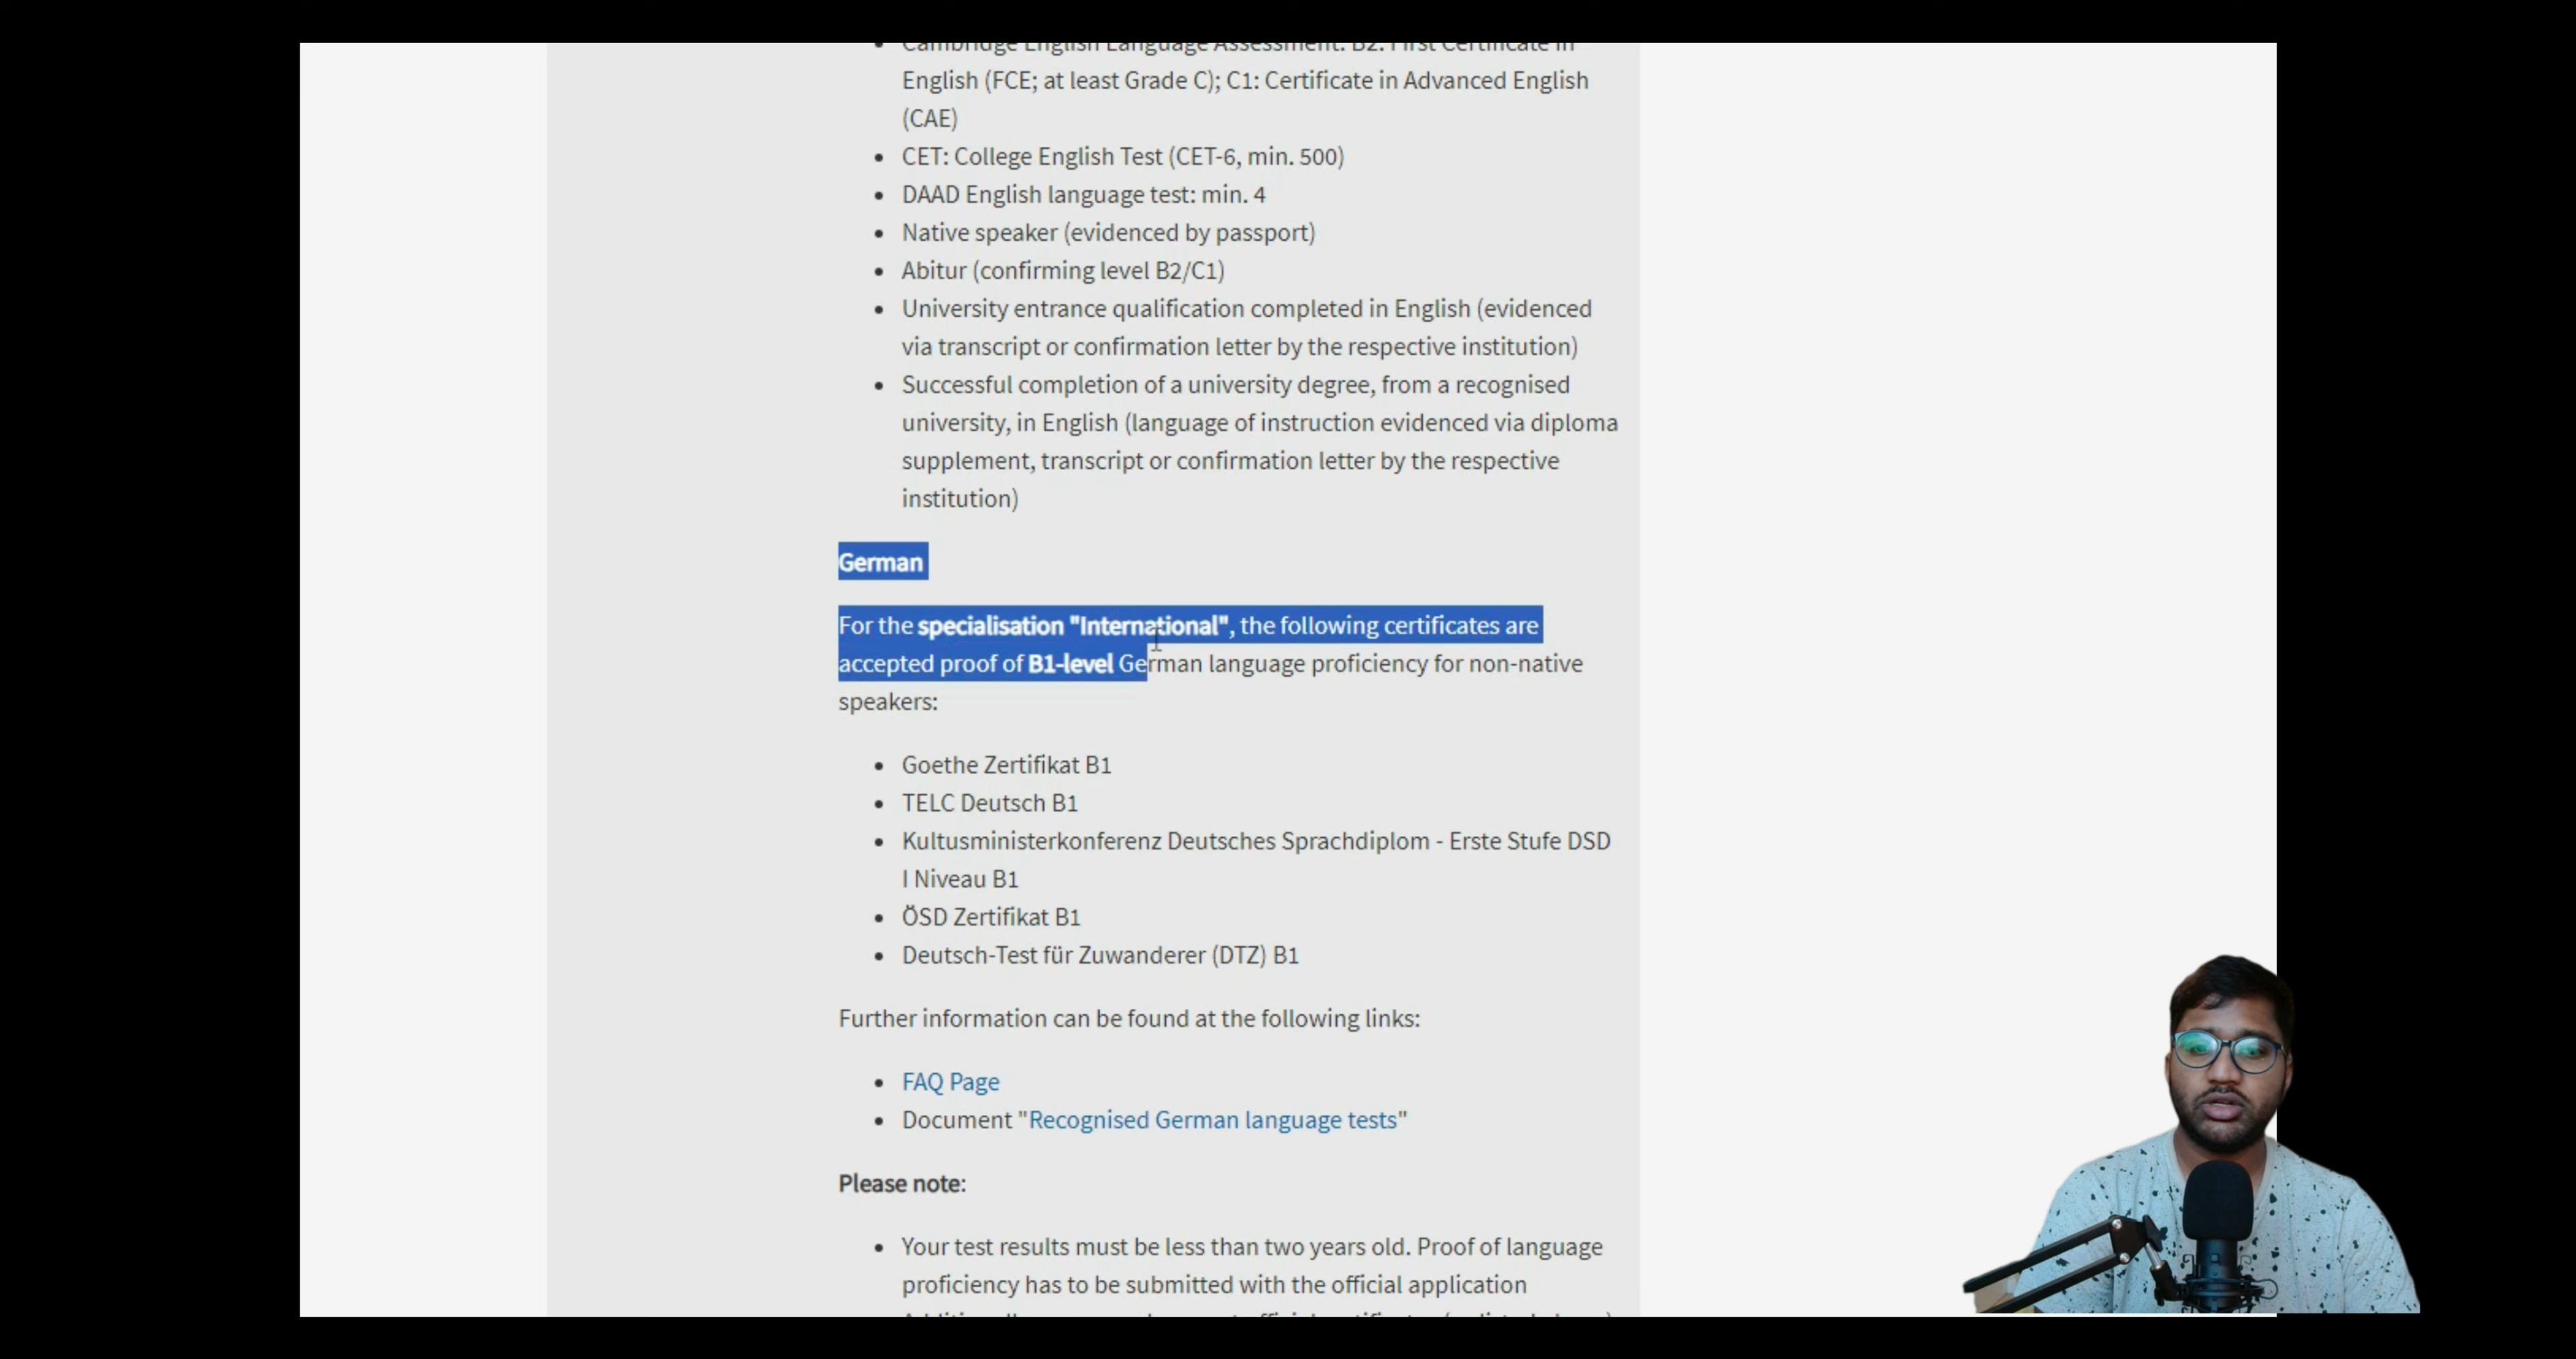 Cambridge English Language Assessment: B2: First Certificate in
English (FCE; at least Grade C); C1: Certificate in Advanced English
(CAE)
CET: College English Test (CET-6, min. 500)
DAAD English language test: min. 4
Native speaker (evidenced by passport)
Abitur (confirming level B2/C1)
University entrance qualification completed in English (evidenced
via transcript or confirmation letter by the respective institution)
Successful completion of a university degree, from a recognised
university, in English (language of instruction evidenced via diploma
supplement, transcript or confirmation letter by the respective
institution)
German
For the specialisation "International", the following certificates are
accepted proof of B1-level German language proficiency for non-native
speakers:
Goethe Zertifikat B1
TELC Deutsch B1
Kultusministerkonferenz Deutsches Sprachdiplom - Erste Stufe DSD
I Niveau B1
ÖSD Zertifikat B1
Deutsch-Test für Zuwanderer (DTZ) B1
Further information can be found at the following links:
FAQ Page
Document "Recognised German language tests"
Please note:
Your test results must be less than two years old. Proof of language
proficiency has to be submitted with the official application